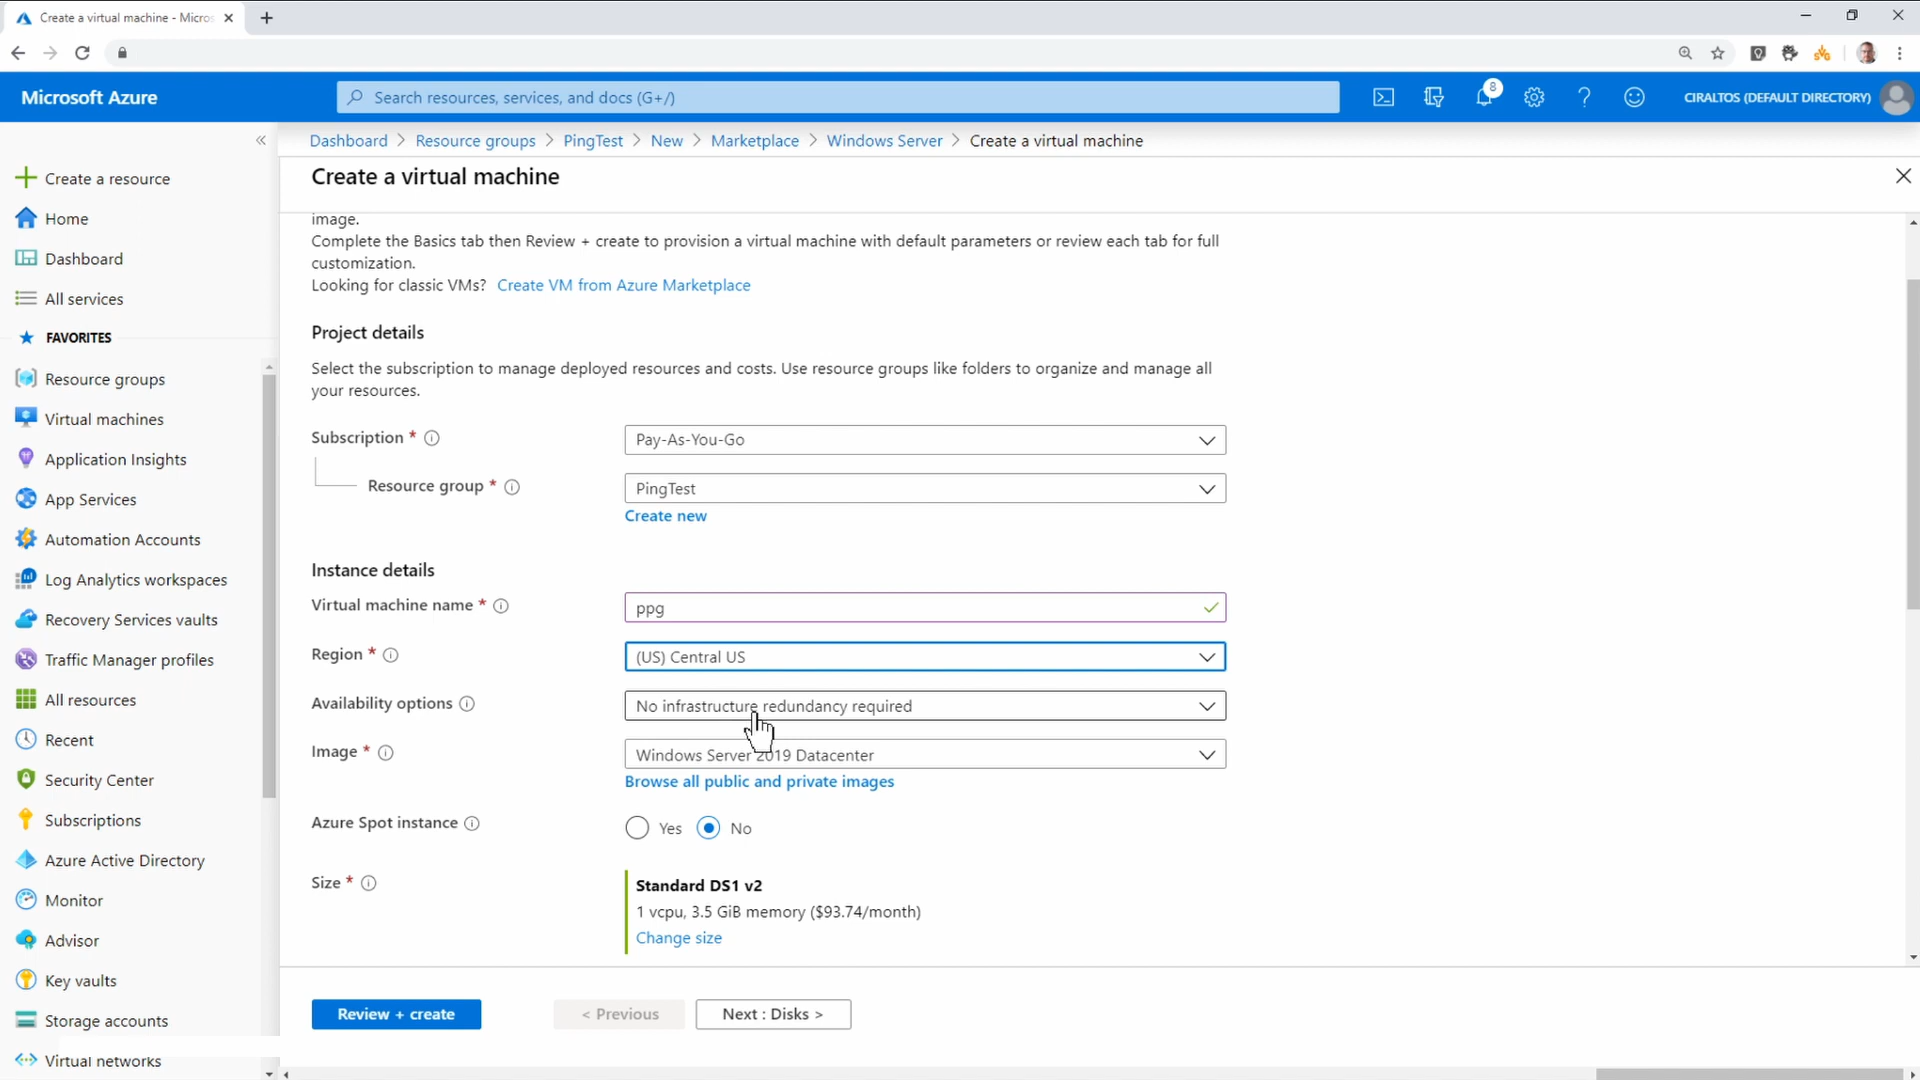 Create a virtual machine - Micros
Microsoft Azure
Search resources, services, and docs (G+/)
8
CIRALTOS (DEFAULT DIRECTORY)
Dashboard > Resource groups > PingTest > New > Marketplace > Windows Server > Create a virtual machine
Create a virtual machine
Create a resource
Home
Dashboard
All services
FAVORITES
Resource groups
Virtual machines
Application Insights
App Services
Automation Accounts
Log Analytics workspaces
Recovery Services vaults
Traffic Manager profiles
All resources
Recent
Security Center
Subscriptions
Azure Active Directory
Monitor
Advisor
Key vaults
Storage accounts
Virtual networks
image.
Complete the Basics tab then Review + create to provision a virtual machine with default parameters or review each tab for full
customization.
Looking for classic VMs? Create VM from Azure Marketplace
Project details
Select the subscription to manage deployed resources and costs. Use resource groups like folders to organize and manage all
your resources.
Subscription * Pay-As-You-Go
Resource group * PingTest
Create new
Instance details
Virtual machine name * ppg
Region * (US) Central US
Availability options No infrastructure redundancy required
Image * Windows Server 2019 Datacenter
Browse all public and private images
Azure Spot instance Yes No
Size * Standard DS1 v2
1 vcpu, 3.5 GiB memory ($93.74/month)
Change size
Review + create < Previous Next : Disks >